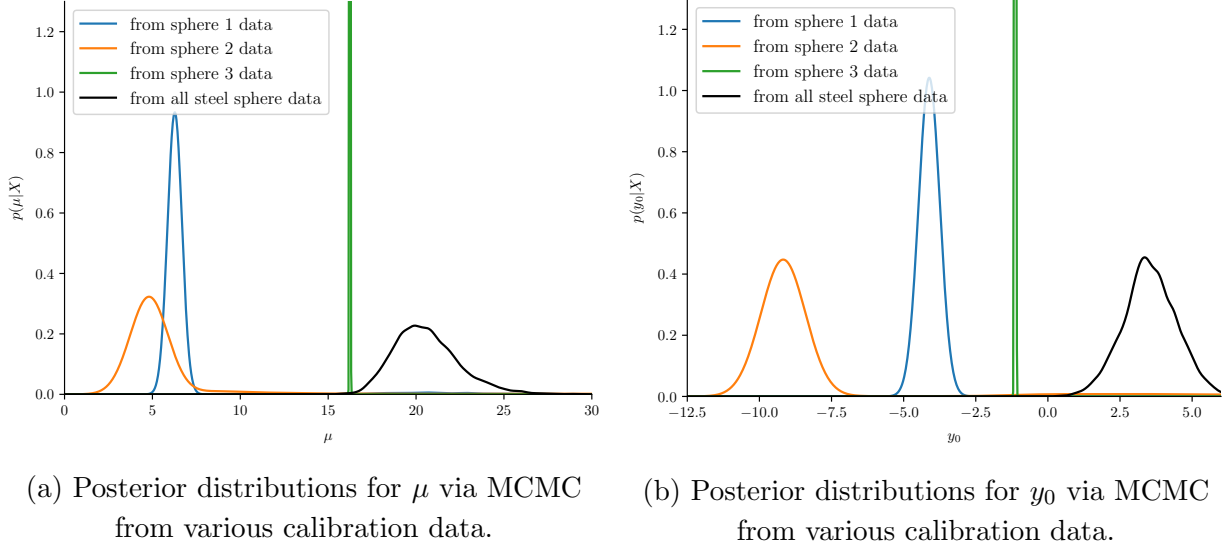 1.2
1.0
0.8
0.6
0.4
0.2
0.0
p(μ|X)
from sphere 1 data
from sphere 2 data
from sphere 3 data
from all steel sphere data
0 5 10 15 20 25 30
μ
(a) Posterior distributions for μ via MCMC
from various calibration data.
1.2
1.0
0.8
0.6
0.4
0.2
0.0
p(y₀|X)
from sphere 1 data
from sphere 2 data
from sphere 3 data
from all steel sphere data
−12.5 −10.0 −7.5 −5.0 −2.5 0.0 2.5 5.0
y₀
(b) Posterior distributions for y₀ via MCMC
from various calibration data.